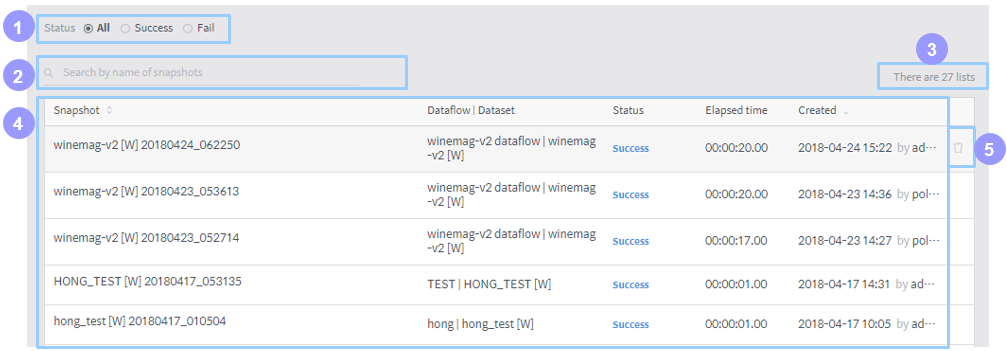 1 Status All Success Fail
2 Search by name of snapshots
3
There are 27 lists
4 Snapshot Dataflow | Dataset Status Elapsed time Created
winemag-v2 [W] 20180424_062250 winemag-v2 dataflow | winemag Success 00:00:20.00 2018-04-24 15:22 by ad··· 5
-v2 [W]
winemag-v2 [W] 20180423_053613 winemag-v2 dataflow | winemag Success 00:00:20.00 2018-04-23 14:36 by pol···
-v2 [W]
winemag-v2 [W] 20180423_052714 winemag-v2 dataflow | winemag Success 00:00:17.00 2018-04-23 14:27 by pol···
-v2 [W]
HONG_TEST [W] 20180417_053135 TEST | HONG_TEST [W] Success 00:00:01.00 2018-04-17 14:31 by ad···
hong_test [W] 20180417_010504 hong | hong_test [W] Success 00:00:01.00 2018-04-17 10:05 by ad···